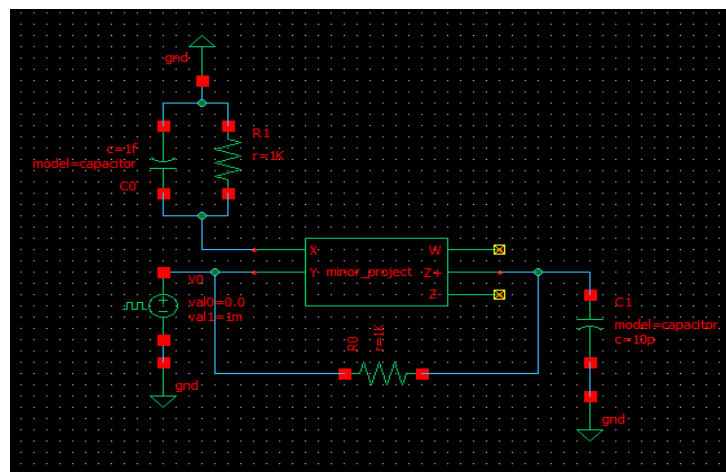 gnd
R1
c=1f
r=1K
model=capacitor
C0
X
W
Y
minor_project
Z+
Z-
V0
val0=0.0
val1=1m
C1
model=capacitor
c=10p
R0
r=1K
gnd
gnd